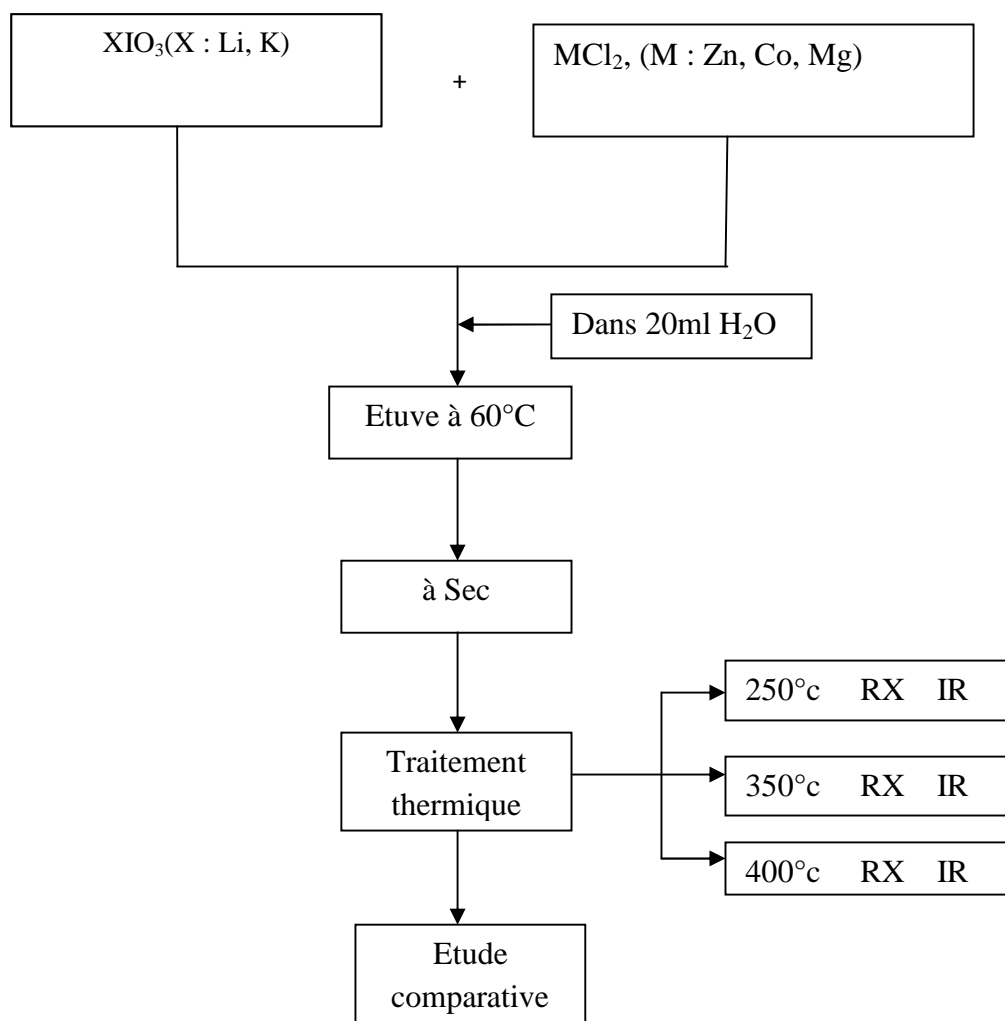 XIO₃(X : Li, K)
+
MCl₂, (M : Zn, Co, Mg)
Dans 20ml H₂O
Etuve à 60°C
à Sec
250°c RX IR
Traitement
thermique
350°c RX IR
400°c RX IR
Etude
comparative